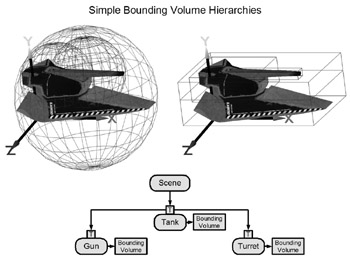 Simple Bounding Volume Hierarchies
Y
X
Z
Y
X
Z
Scene
T
Tank
Bounding
Volume
T
Gun
Bounding
Volume
T
Turret
Bounding
Volume